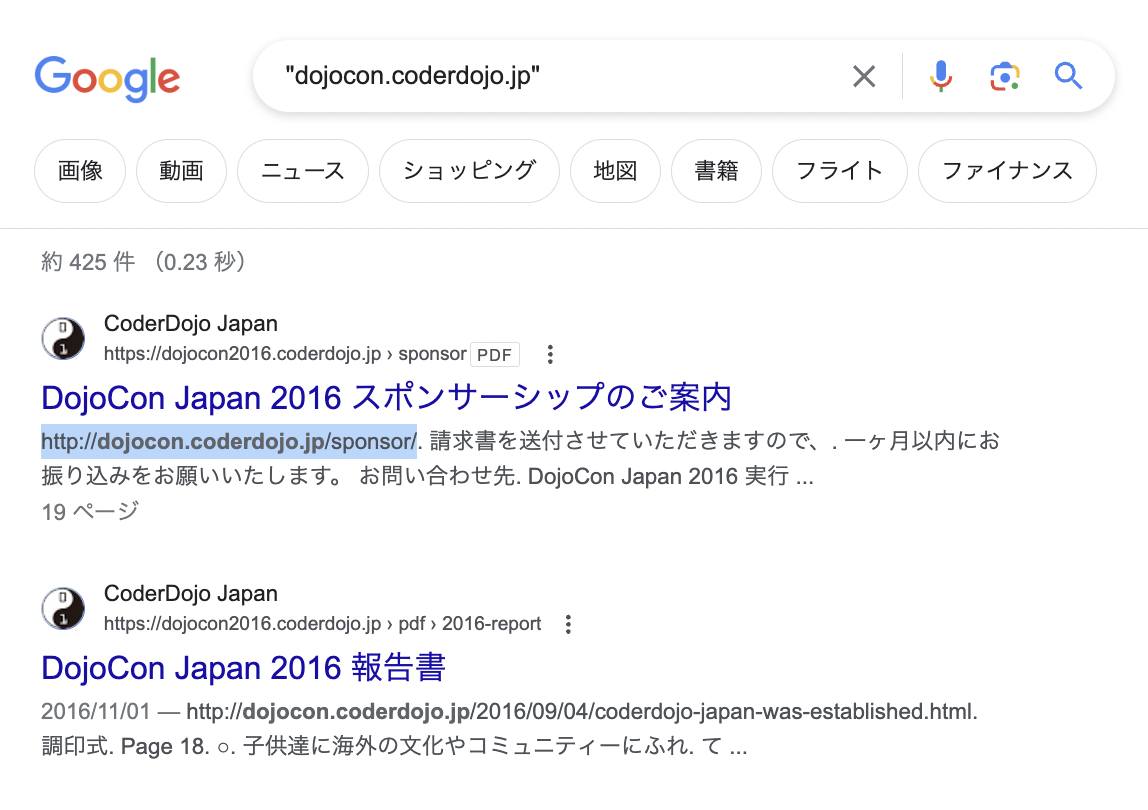 Google
"dojocon.coderdojo.jp"
画像 動画 ニュース ショッピング 地図 書籍 フライト ファイナンス
約 425 件 （0.23 秒）
CoderDojo Japan
https://dojocon2016.coderdojo.jp › sponsor PDF
DojoCon Japan 2016 スポンサーシップのご案内
http://dojocon.coderdojo.jp/sponsor/. 請求書を送付させていただきますので、. 一ヶ月以内にお
振り込みをお願いいたします。 お問い合わせ先. DojoCon Japan 2016 実行 ...
19 ページ
CoderDojo Japan
https://dojocon2016.coderdojo.jp › pdf › 2016-report
DojoCon Japan 2016 報告書
2016/11/01 — http://dojocon.coderdojo.jp/2016/09/04/coderdojo-japan-was-established.html.
調印式. Page 18. ○. 子供達に海外の文化やコミュニティーにふれ. て ...